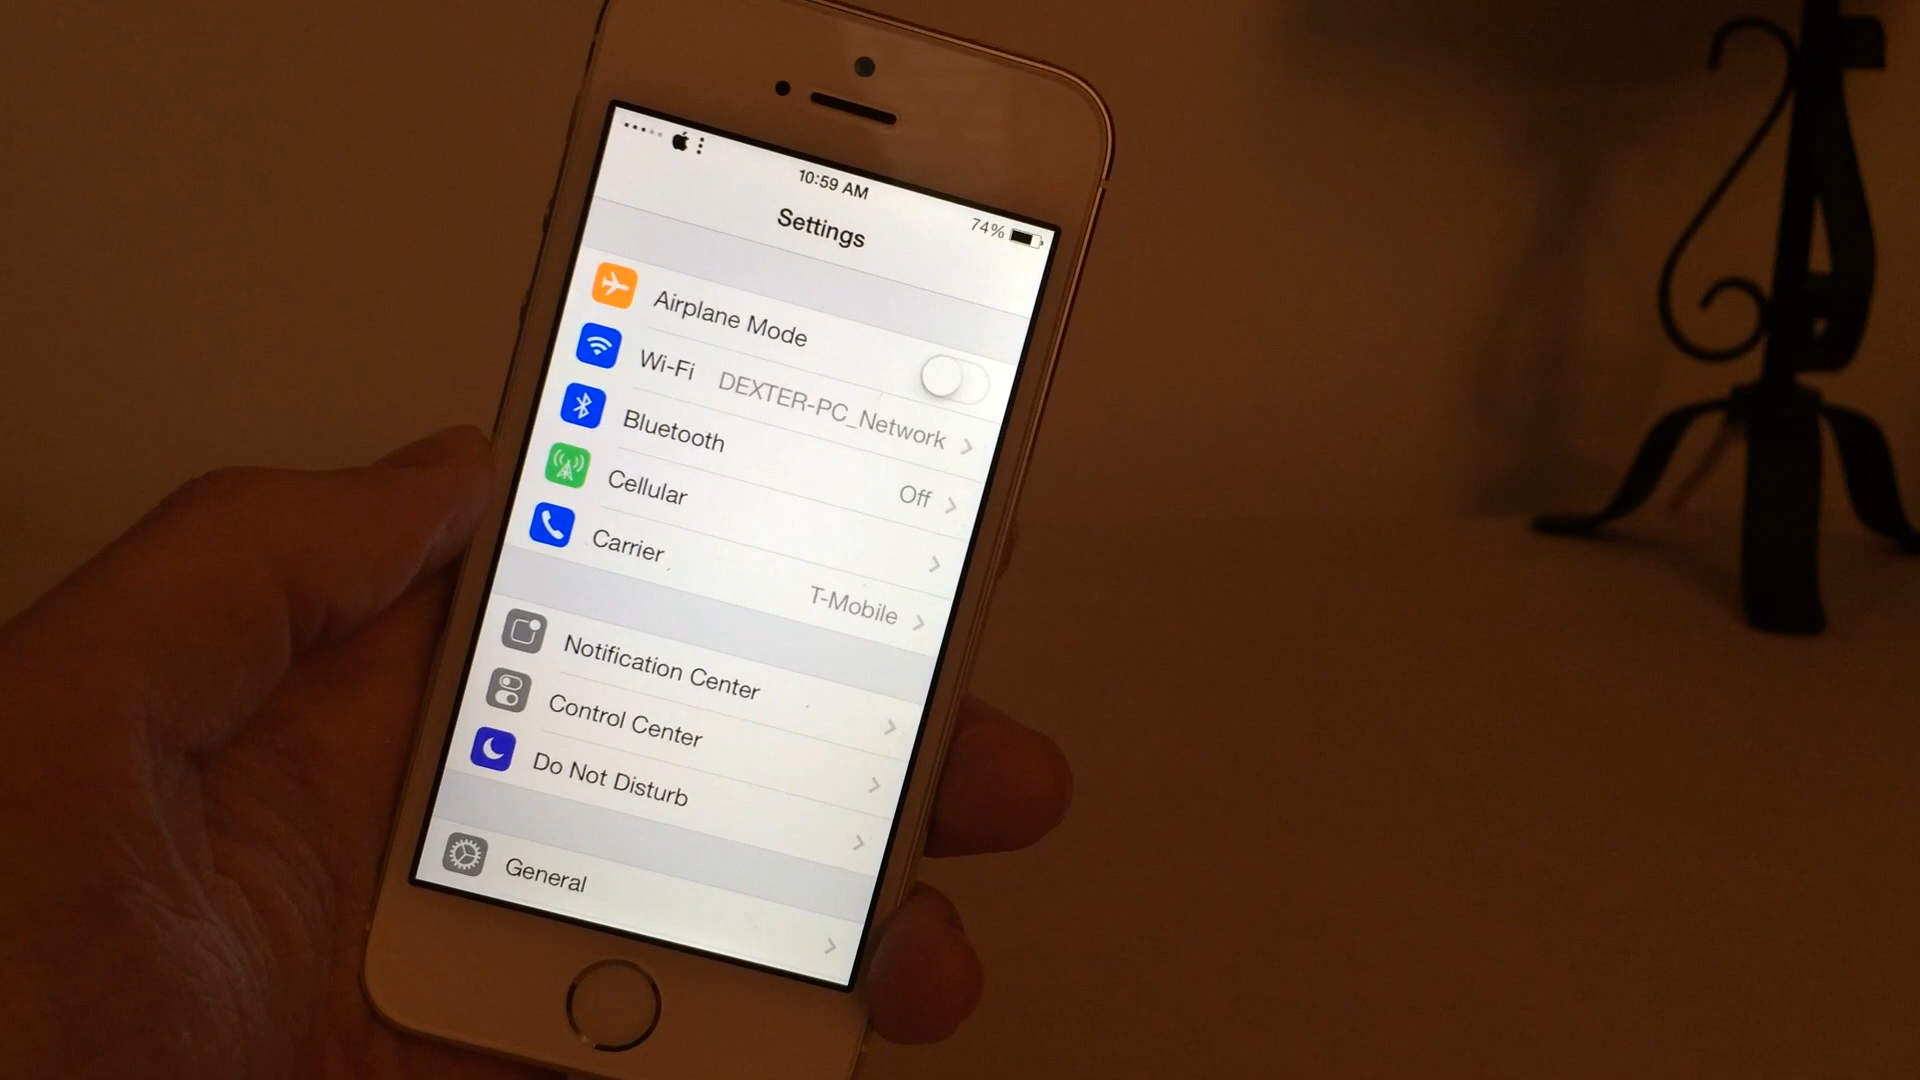 10:59 AM
74%
Settings
Airplane Mode
Wi-Fi DEXTER-PC_Network
Bluetooth Off
Cellular
Carrier T-Mobile
Notification Center
Control Center
Do Not Disturb
General